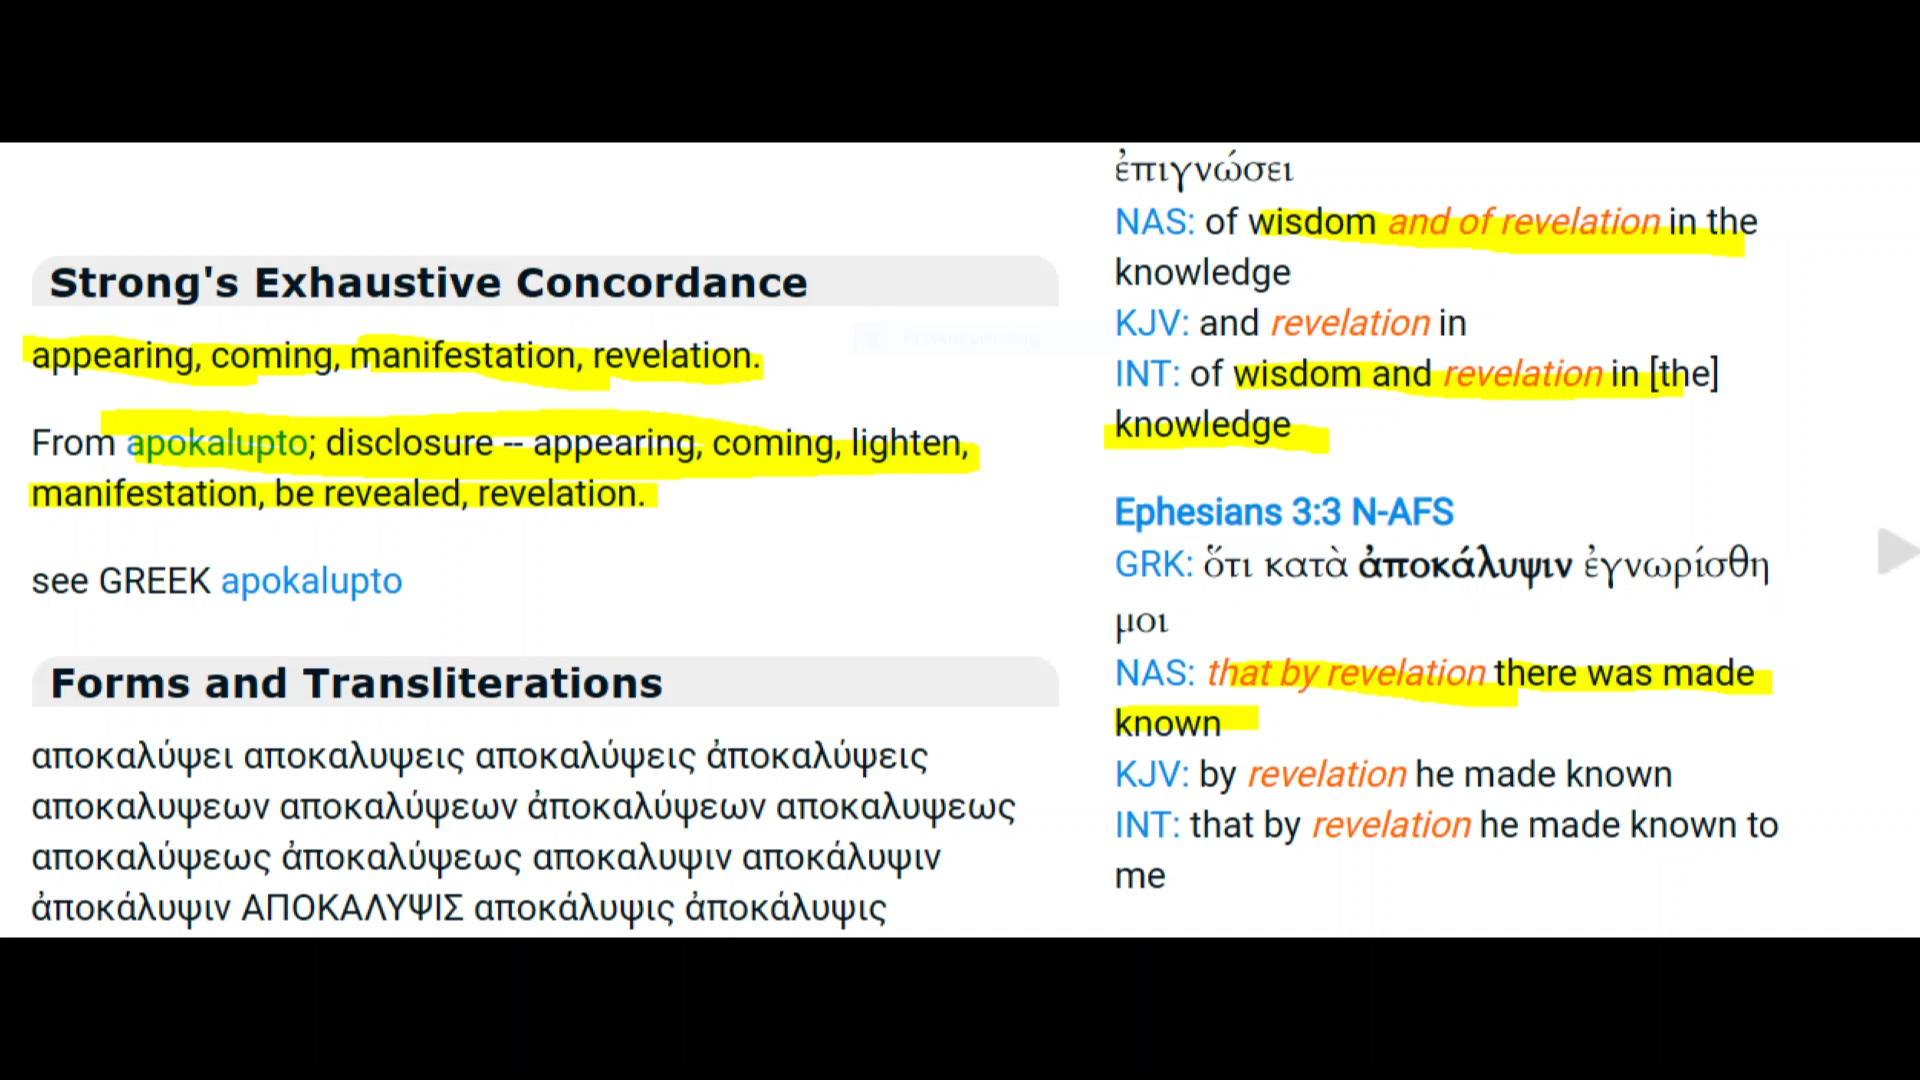 Strong's Exhaustive Concordance
appearing, coming, manifestation, revelation.
From apokalupto; disclosure -- appearing, coming, lighten,
manifestation, be revealed, revelation.
see GREEK apokalupto
Forms and Transliterations
αποκαλύψει αποκαλυψεις αποκαλύψεις ἀποκαλύψεις
αποκαλυψεων αποκαλύψεων ἀποκαλύψεων αποκαλυψεως
αποκαλύψεως ἀποκαλύψεως αποκαλυψιν αποκάλυψιν
ἀποκάλυψιν ΑΠΟΚΑΛΥΨΙΣ αποκάλυψις ἀποκάλυψις
ἐπιγνώσει
NAS: of wisdom and of revelation in the
knowledge
KJV: and revelation in
INT: of wisdom and revelation in [the]
knowledge
Ephesians 3:3 N-AFS
GRK: ὅτι κατὰ ἀποκάλυψιν ἐγνωρίσθη
μοι
NAS: that by revelation there was made
known
KJV: by revelation he made known
INT: that by revelation he made known to
me